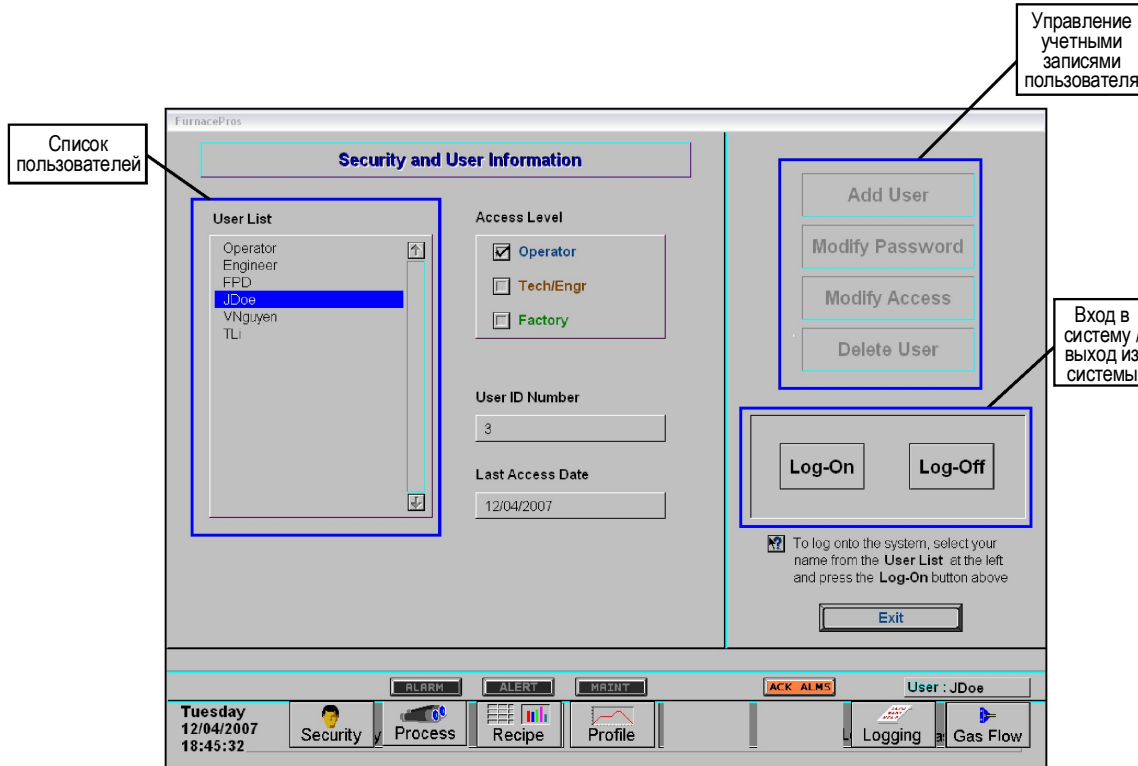 Управление
учетными
записями
пользователя
Список
пользователей
FurnacePros
Security and User Information
User List
Operator
Engineer
FPD
JDoe
VNguyen
TLi
Access Level
Operator
Tech/Engr
Factory
User ID Number
3
Last Access Date
12/04/2007
Add User
Modify Password
Modify Access
Delete User
Вход в
систему /
выход из
системы
Log-On
Log-Off
To log onto the system, select your
name from the User List at the left
and press the Log-On button above
Exit
ALARM
ALERT
MAINT
ACK ALMS
User : JDoe
Tuesday
12/04/2007
18:45:32
Security
Process
Recipe
Profile
Logging
Gas Flow